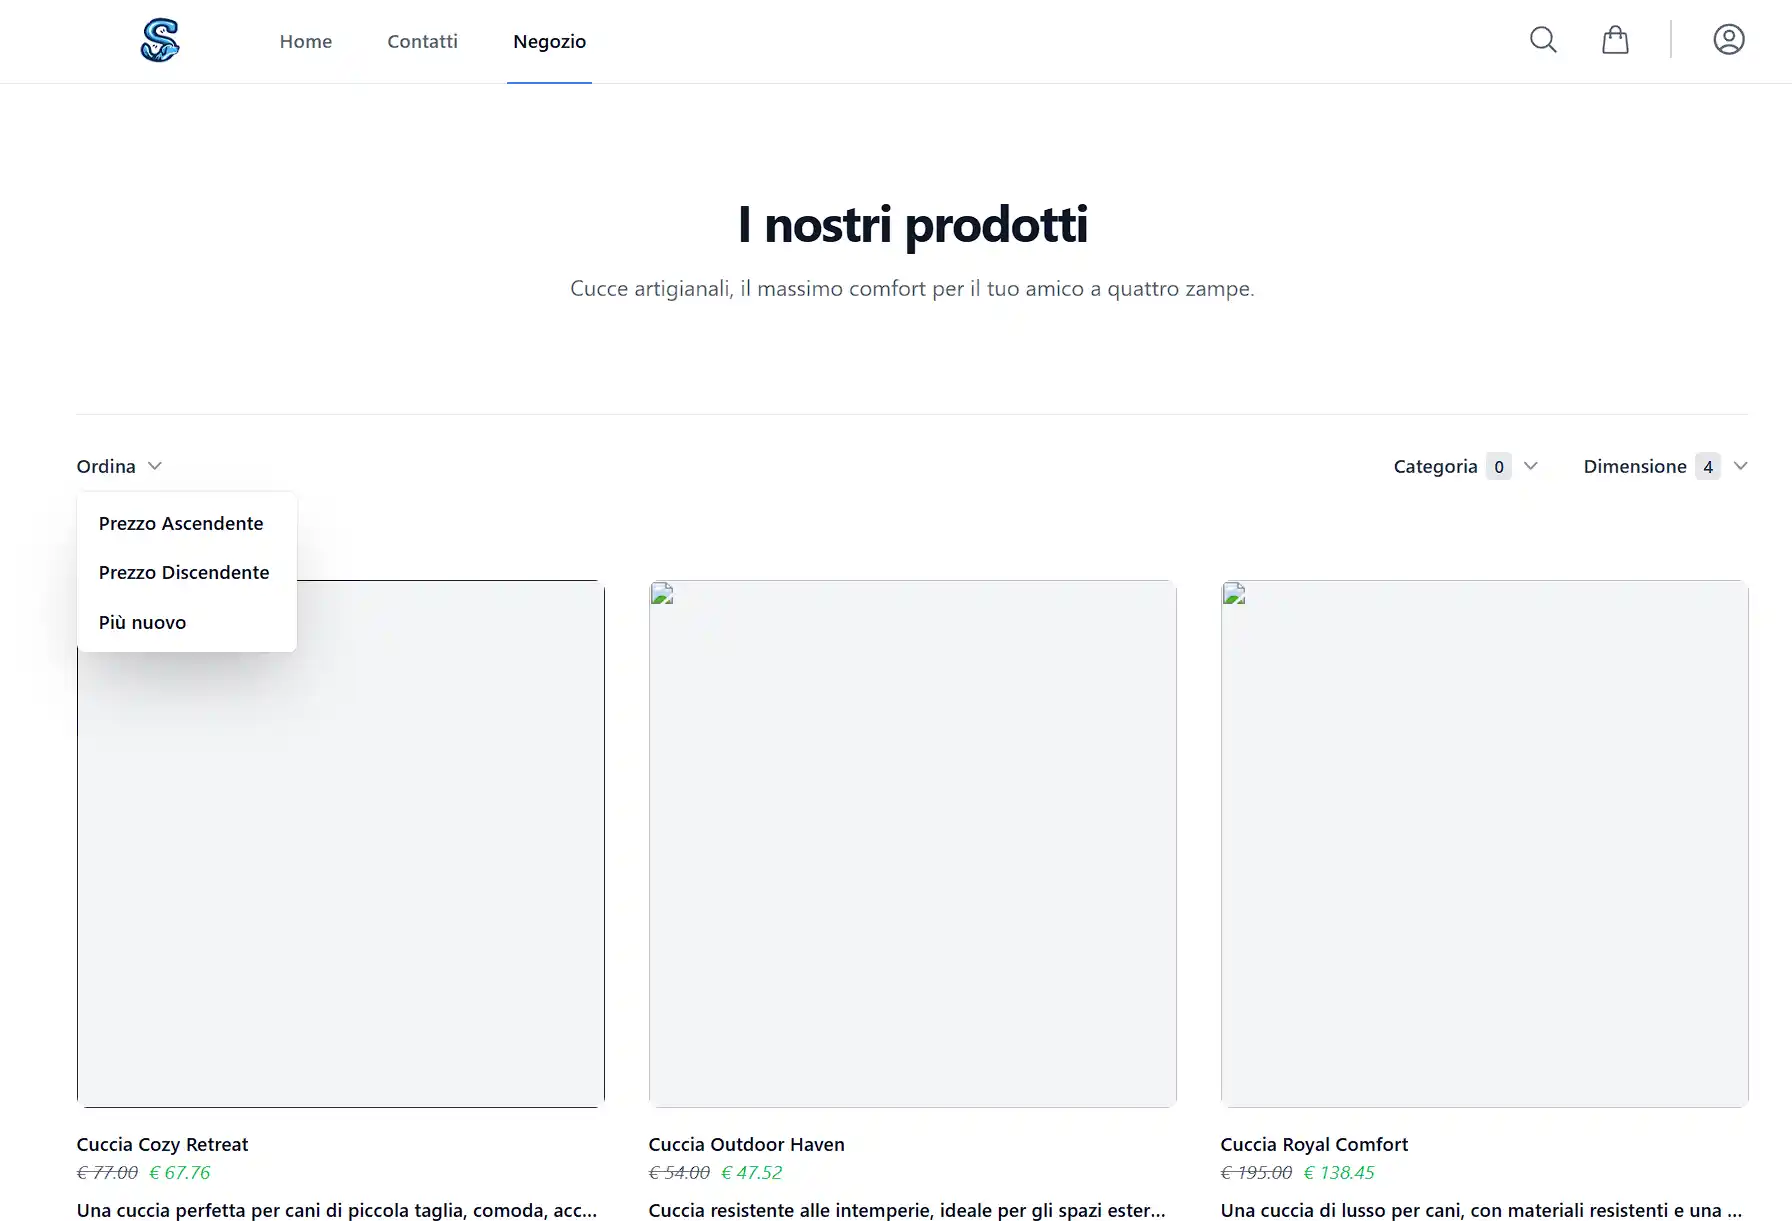 Home Contatti Negozio
I nostri prodotti
Cucce artigianali, il massimo comfort per il tuo amico a quattro zampe.
Ordina Categoria 0 Dimensione 4
Prezzo Ascendente
Prezzo Discendente
Più nuovo
Cuccia Cozy Retreat
€ 77.00 € 67.76
Una cuccia perfetta per cani di piccola taglia, comoda, acc...
Cuccia Outdoor Haven
€ 54.00 € 47.52
Cuccia resistente alle intemperie, ideale per gli spazi ester...
Cuccia Royal Comfort
€ 195.00 € 138.45
Una cuccia di lusso per cani, con materiali resistenti e una ...